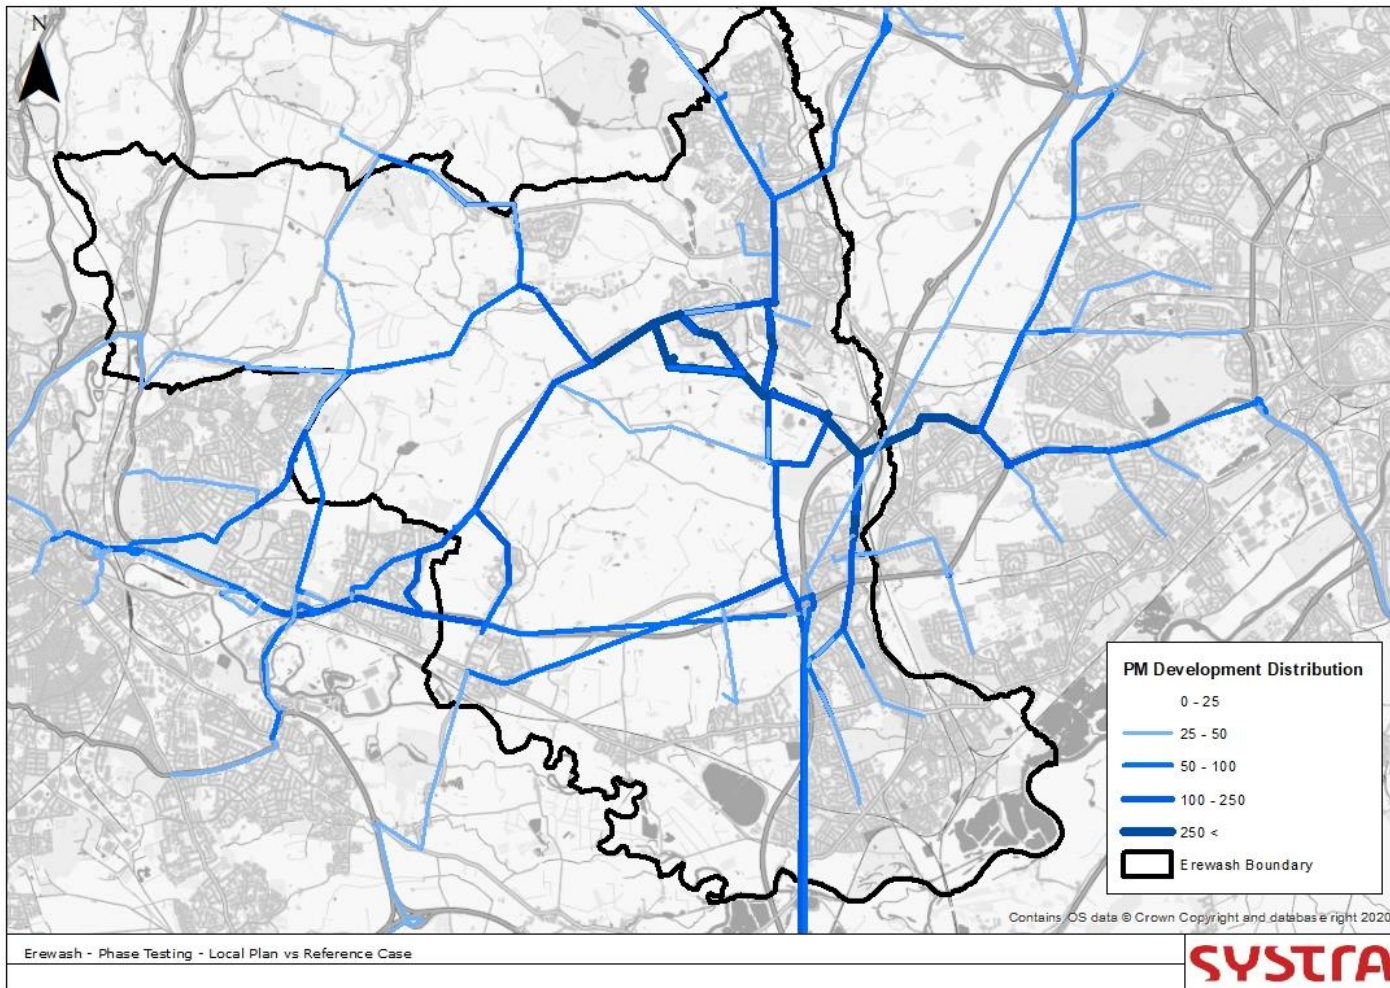 N
PM Development Distribution
0 - 25
25 - 50
50 - 100
100 - 250
250 <
Erewash Boundary
Contains OS data © Crown Copyright and database right 2020
Erewash - Phase Testing - Local Plan vs Reference Case
SYSTRA